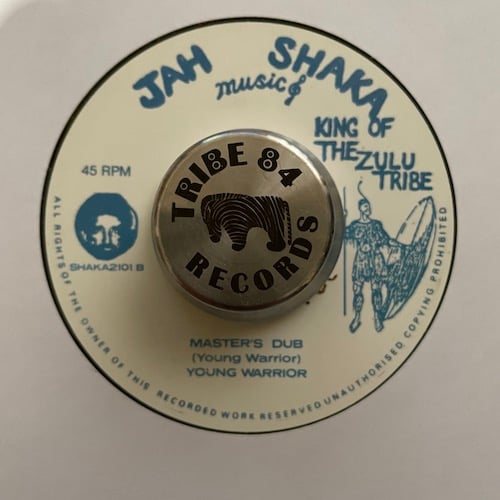 JAH SHAKA
music
KING OF
THE ZULU
TRIBE
45 RPM
SHAKA2101 B
TRIBE 84
RECORDS
MASTER'S DUB
(Young Warrior)
YOUNG WARRIOR
ALL RIGHTS OF THE OWNER OF THIS RECORDED WORK RESERVED UNAUTHORISED COPYING PROHIBITED